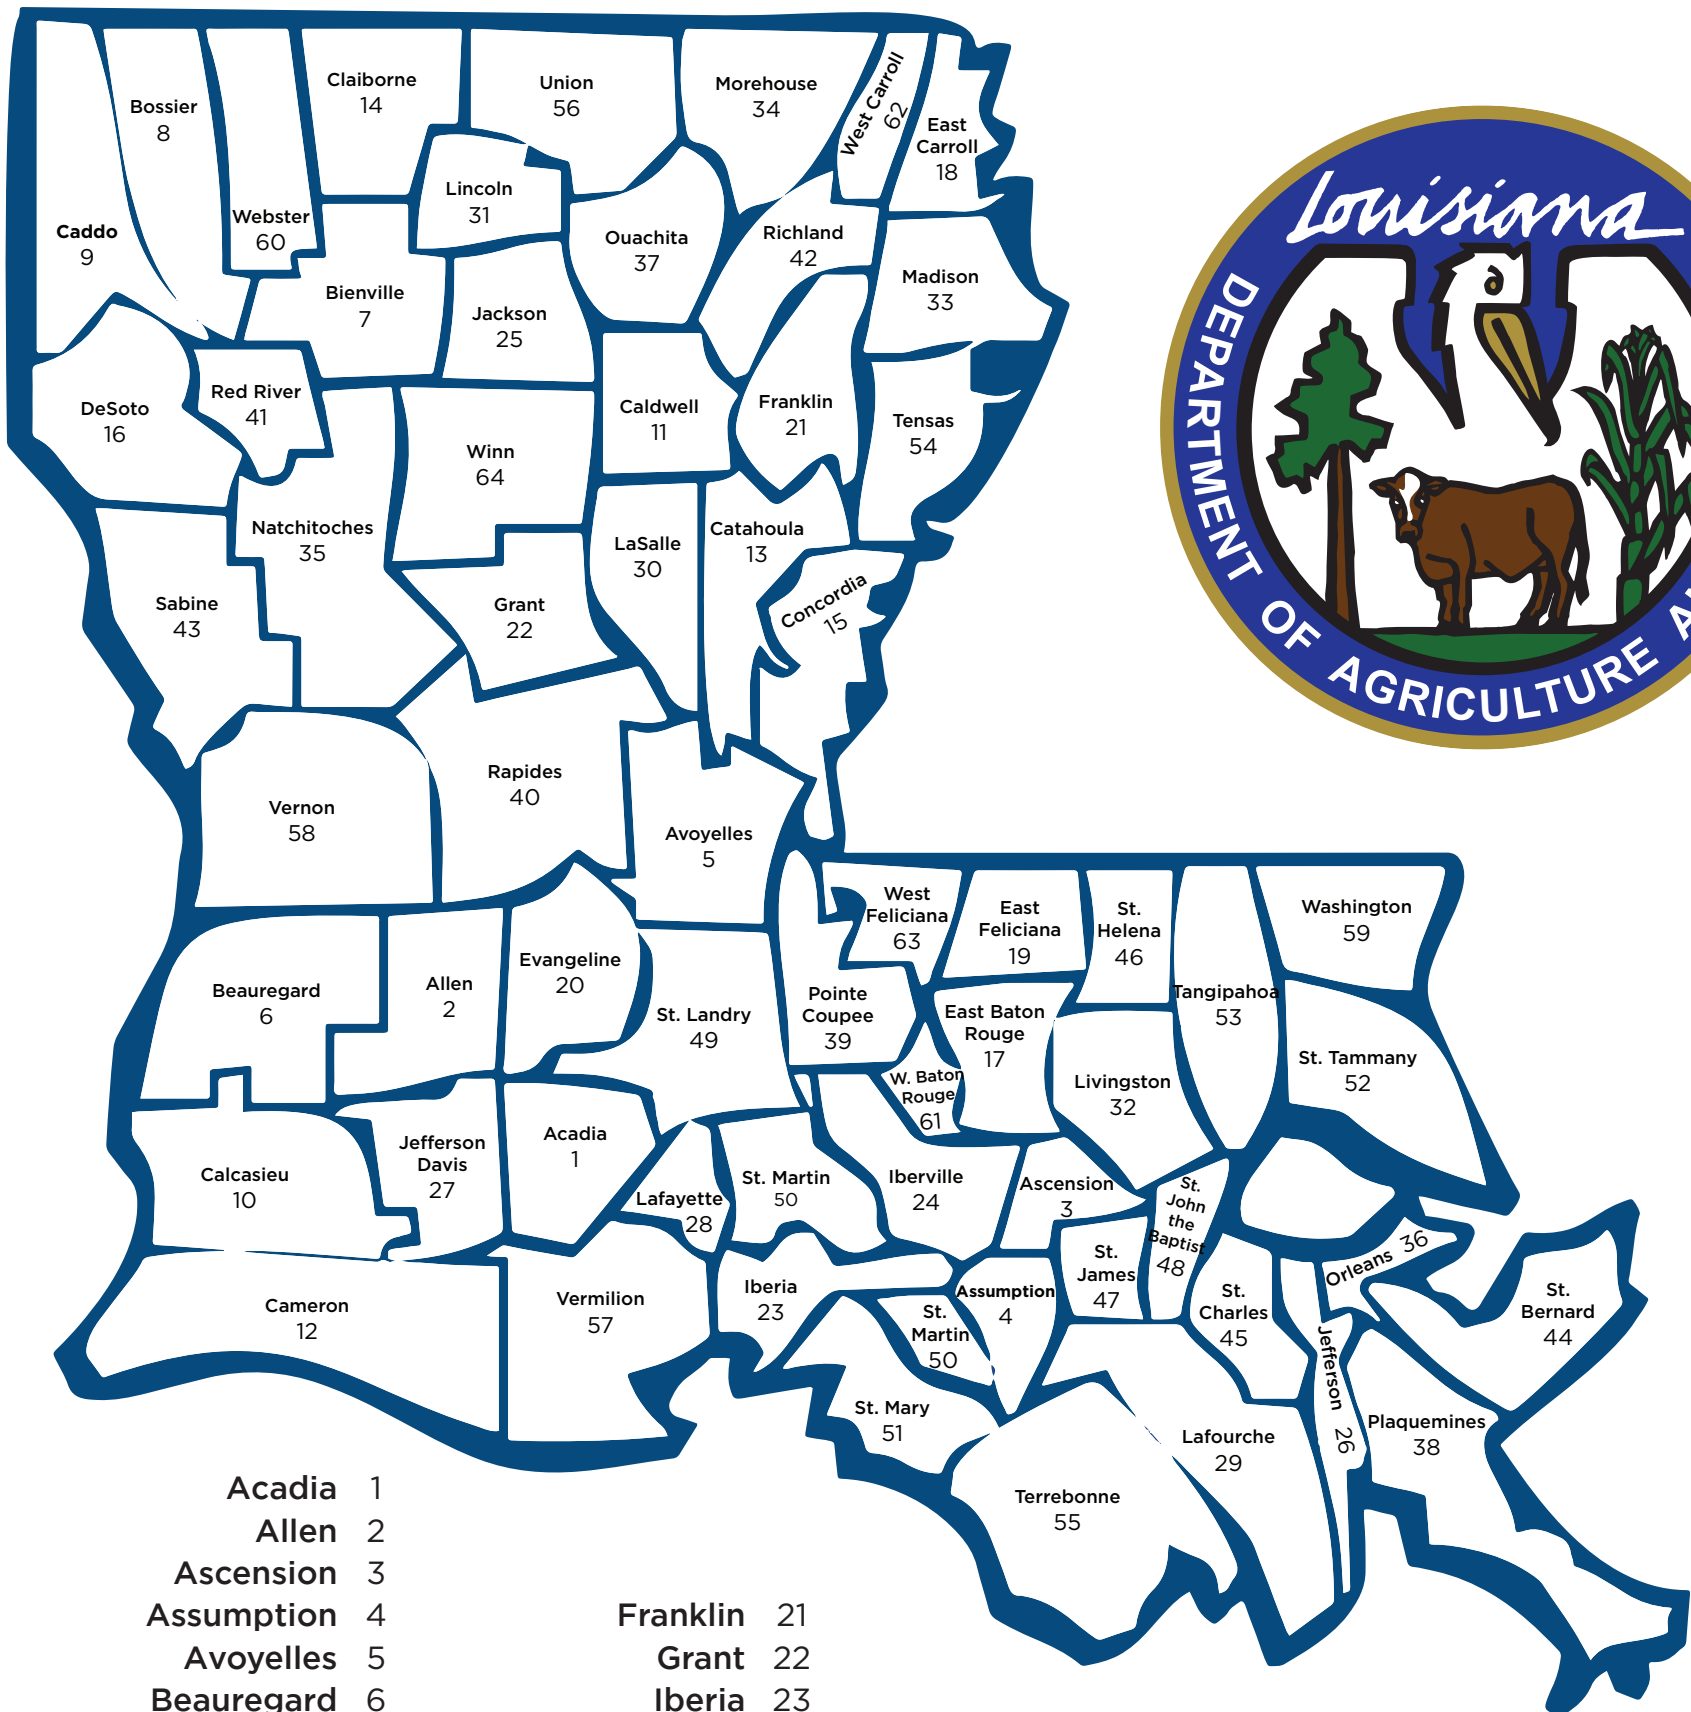 Claiborne
14
Union
56
Morehouse
34
West Carroll
62
East
Carroll
18
Bossier
8
Lincoln
31
Webster
60
Caddo
9
Ouachita
37
Richland
42
Madison
33
Bienville
7
Jackson
25
DeSoto
16
Red River
41
Caldwell
11
Franklin
21
Tensas
54
Winn
64
Natchitoches
35
LaSalle
30
Catahoula
13
Concordia
15
Sabine
43
Grant
22
Rapides
40
Vernon
58
Avoyelles
5
West
Feliciana
63
East
Feliciana
19
St.
Helena
46
Washington
59
Tangipahoa
53
Beauregard
6
Allen
2
Evangeline
20
St. Landry
49
Pointe
Coupee
39
East Baton
Rouge
17
St. Tammany
52
W. Baton
Rouge
61
Livingston
32
Calcasieu
10
Jefferson
Davis
27
Acadia
1
Lafayette
28
St. Martin
50
Iberville
24
Ascension
3
St.
John
the
Baptist
48
St.
James
47
Orleans 36
Cameron
12
Vermilion
57
Iberia
23
St.
Martin
50
Assumption
4
St.
Charles
45
St.
Bernard
44
Jefferson
26
St. Mary
51
Lafourche
29
Plaquemines
38
Terrebonne
55
Louisiana
DEPARTMENT OF AGRICULTURE
Acadia 1
Allen 2
Ascension 3
Assumption 4
Avoyelles 5
Beauregard 6
Franklin 21
Grant 22
Iberia 23